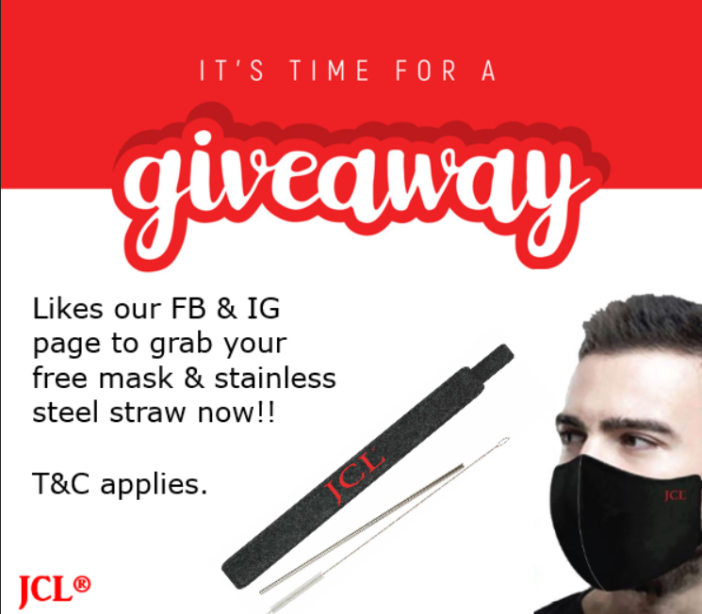 IT'S TIME FOR A
giveaway
Likes our FB & IG
page to grab your
free mask & stainless
steel straw now!!
T&C applies.
JCL
JCL
JCL®